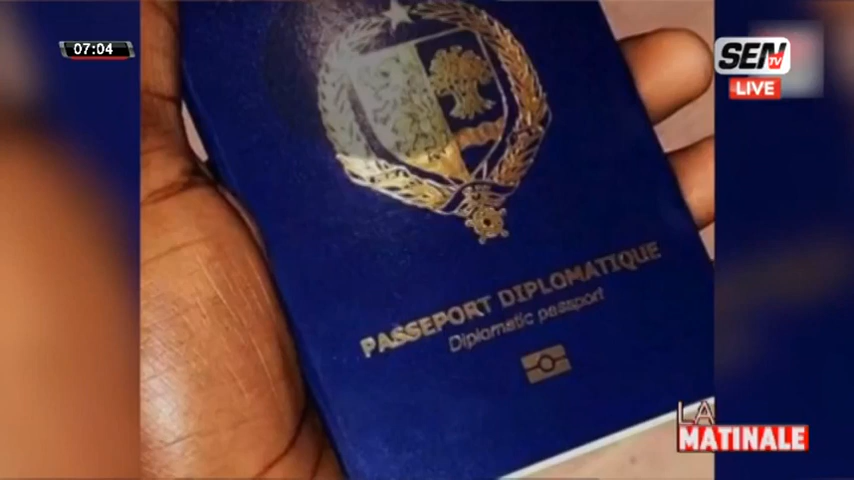 07:04
SEN
TV
LIVE
PASSEPORT DIPLOMATIQUE
Diplomatic passport
LA
MATINALE